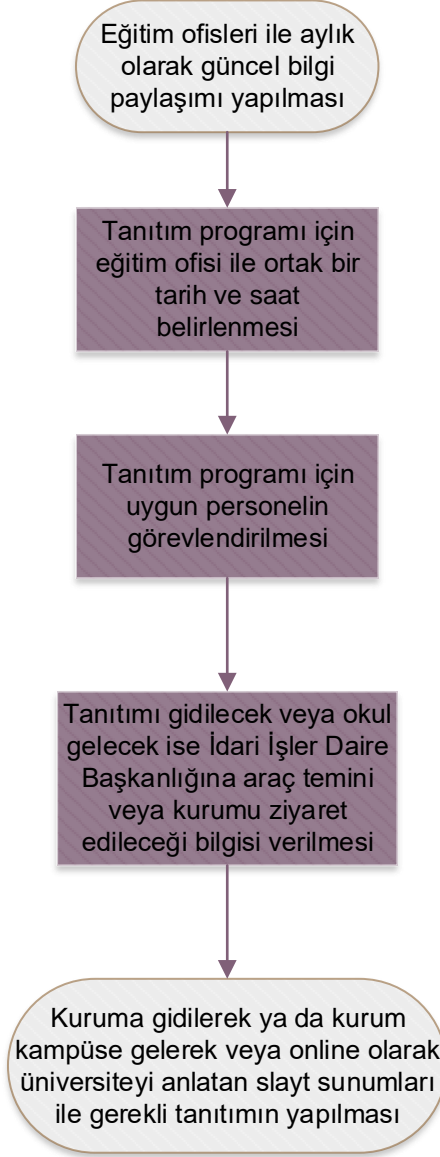 Eğitim ofisleri ile aylık
olarak güncel bilgi
paylaşımı yapılması
Tanıtım programı için
eğitim ofisi ile ortak bir
tarih ve saat
belirlenmesi
Tanıtım programı için
uygun personelin
görevlendirilmesi
Tanıtımı gidilecek veya okul
gelecek ise İdari İşler Daire
Başkanlığına araç temini
veya kurumu ziyaret
edileceği bilgisi verilmesi
Kuruma gidilerek ya da kurum
kampüse gelerek veya online olarak
üniversiteyi anlatan slayt sunumları
ile gerekli tanıtımın yapılması